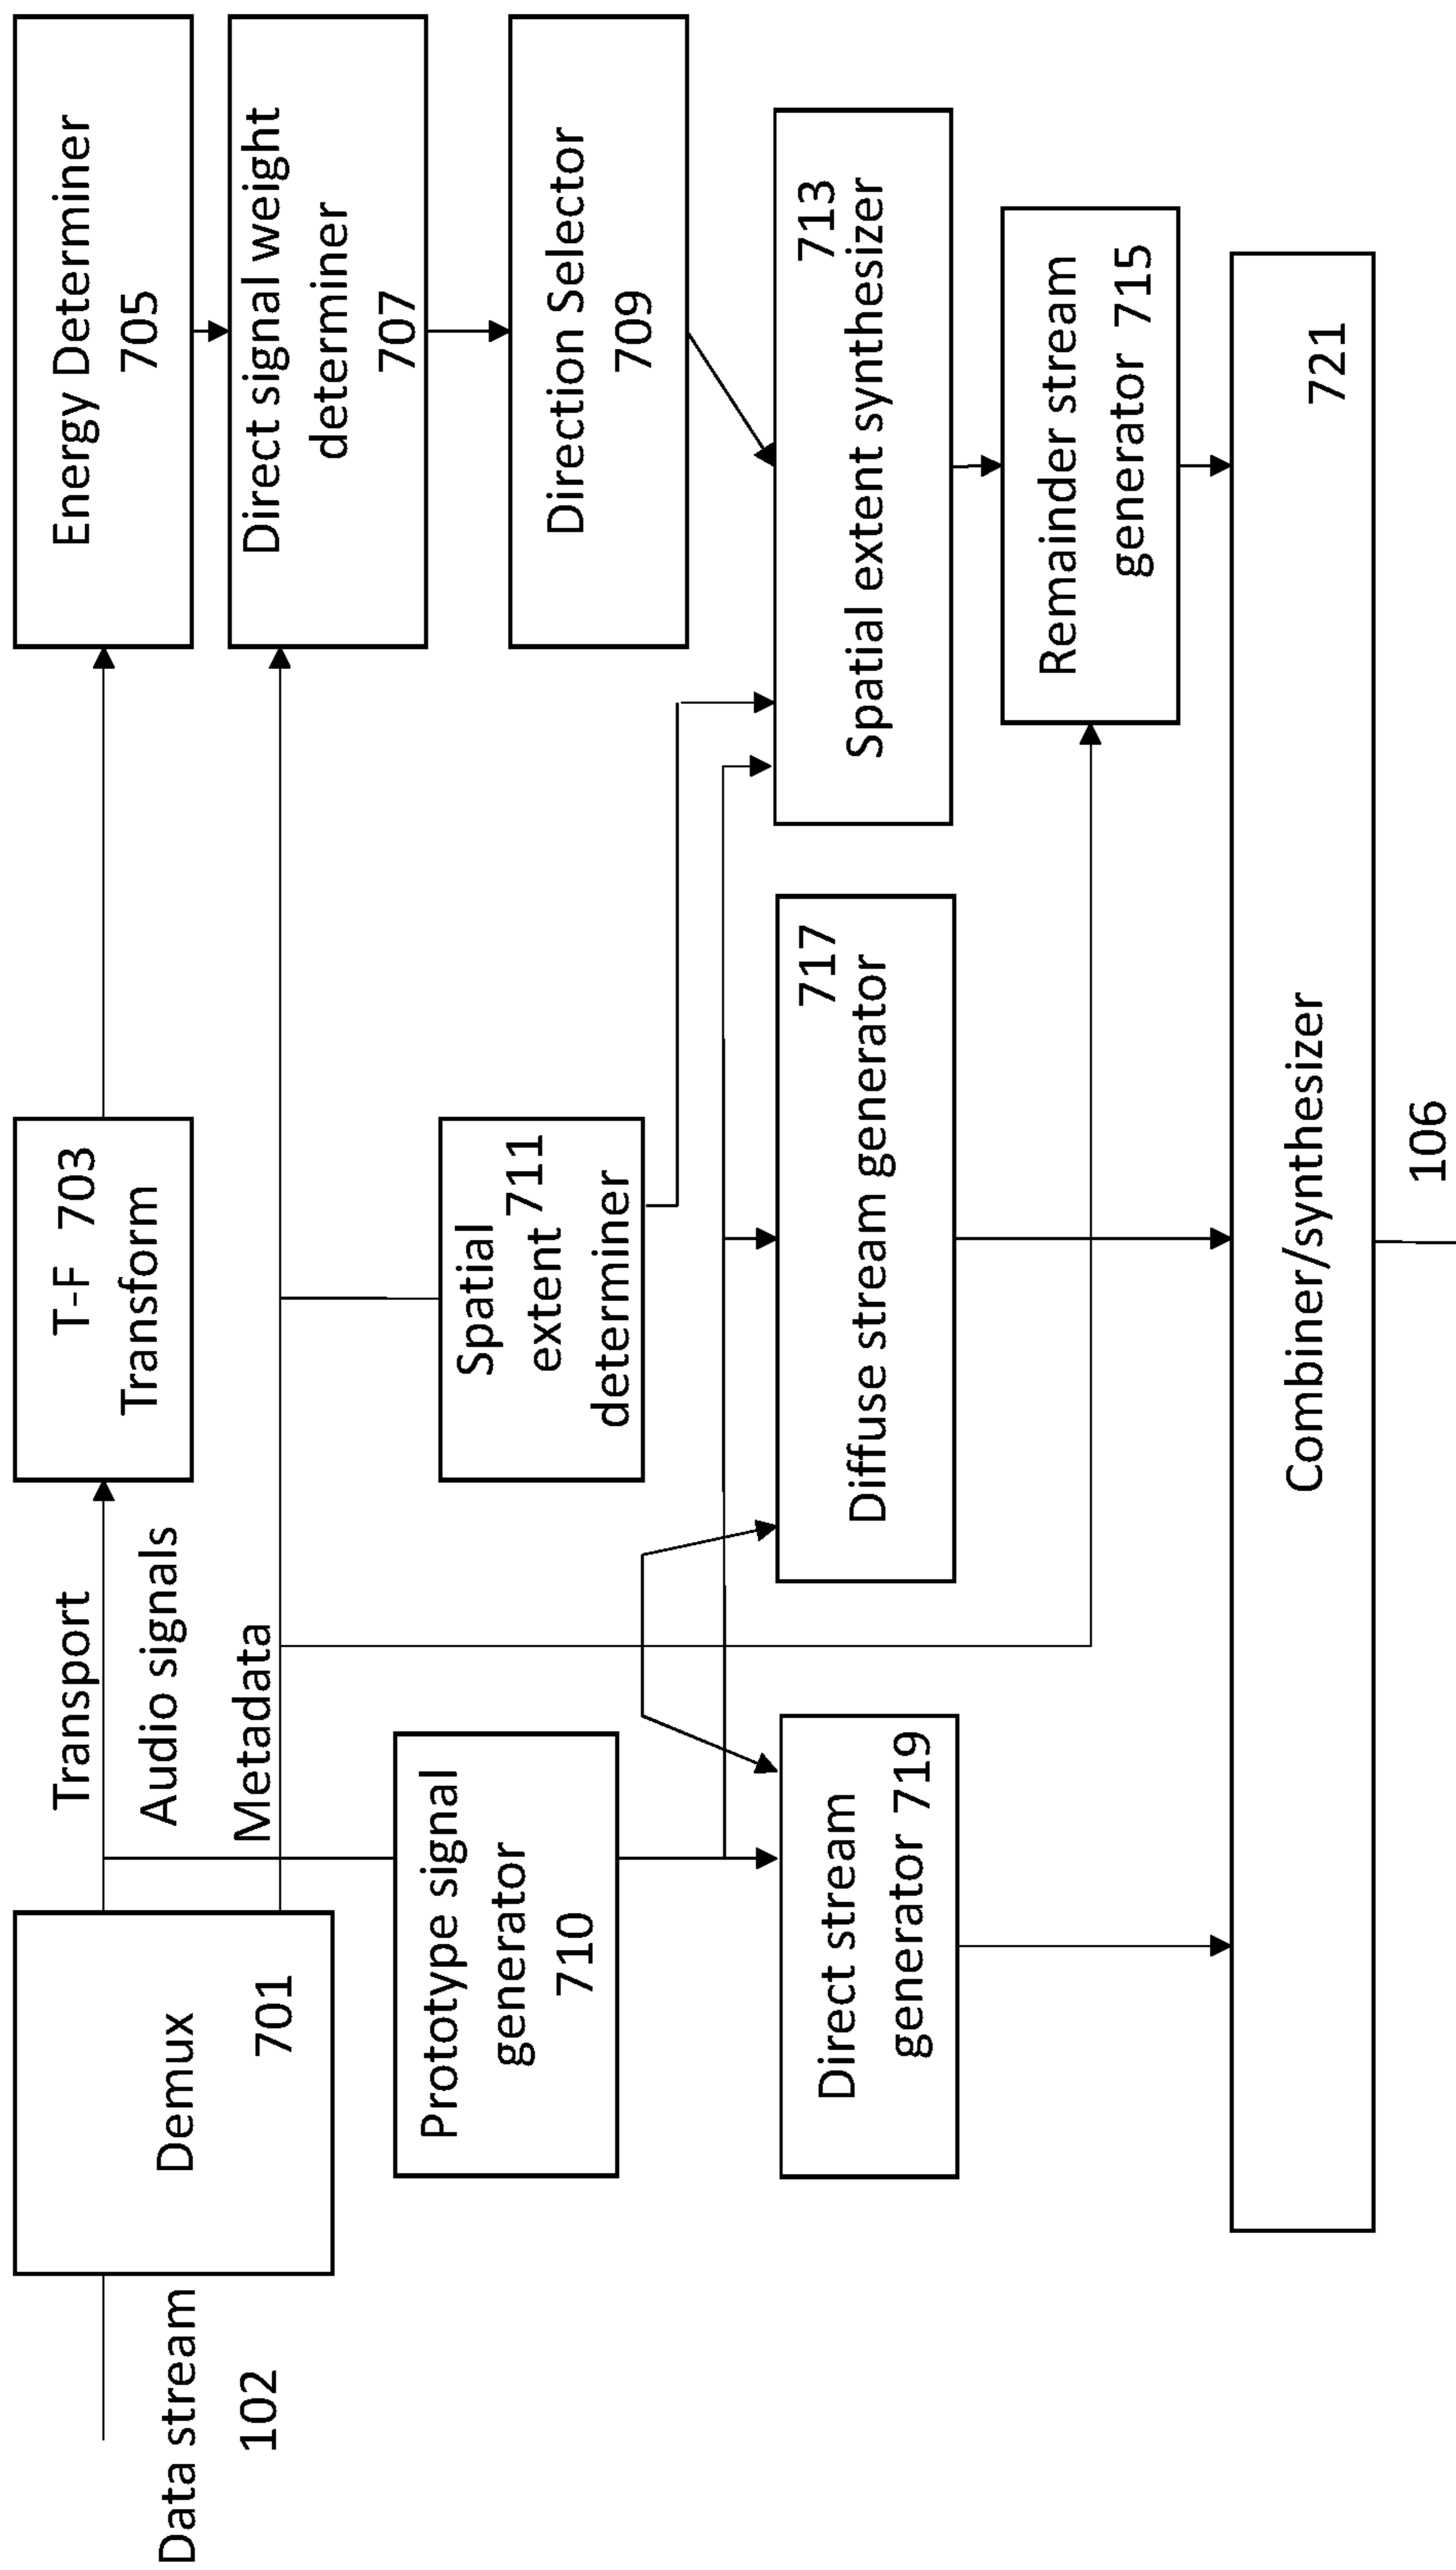 Data stream
102
Demux
701
Transport
Audio signals
Metadata
T-F 703
Transform
Energy Determiner
705
Direct signal weight
determiner
707
Direction Selector
709
Prototype signal
generator
710
Spatial
extent 711
determiner
713
Spatial extent synthesizer
717
Diffuse stream generator
Direct stream
generator 719
Remainder stream
generator 715
721
Combiner/synthesizer
106